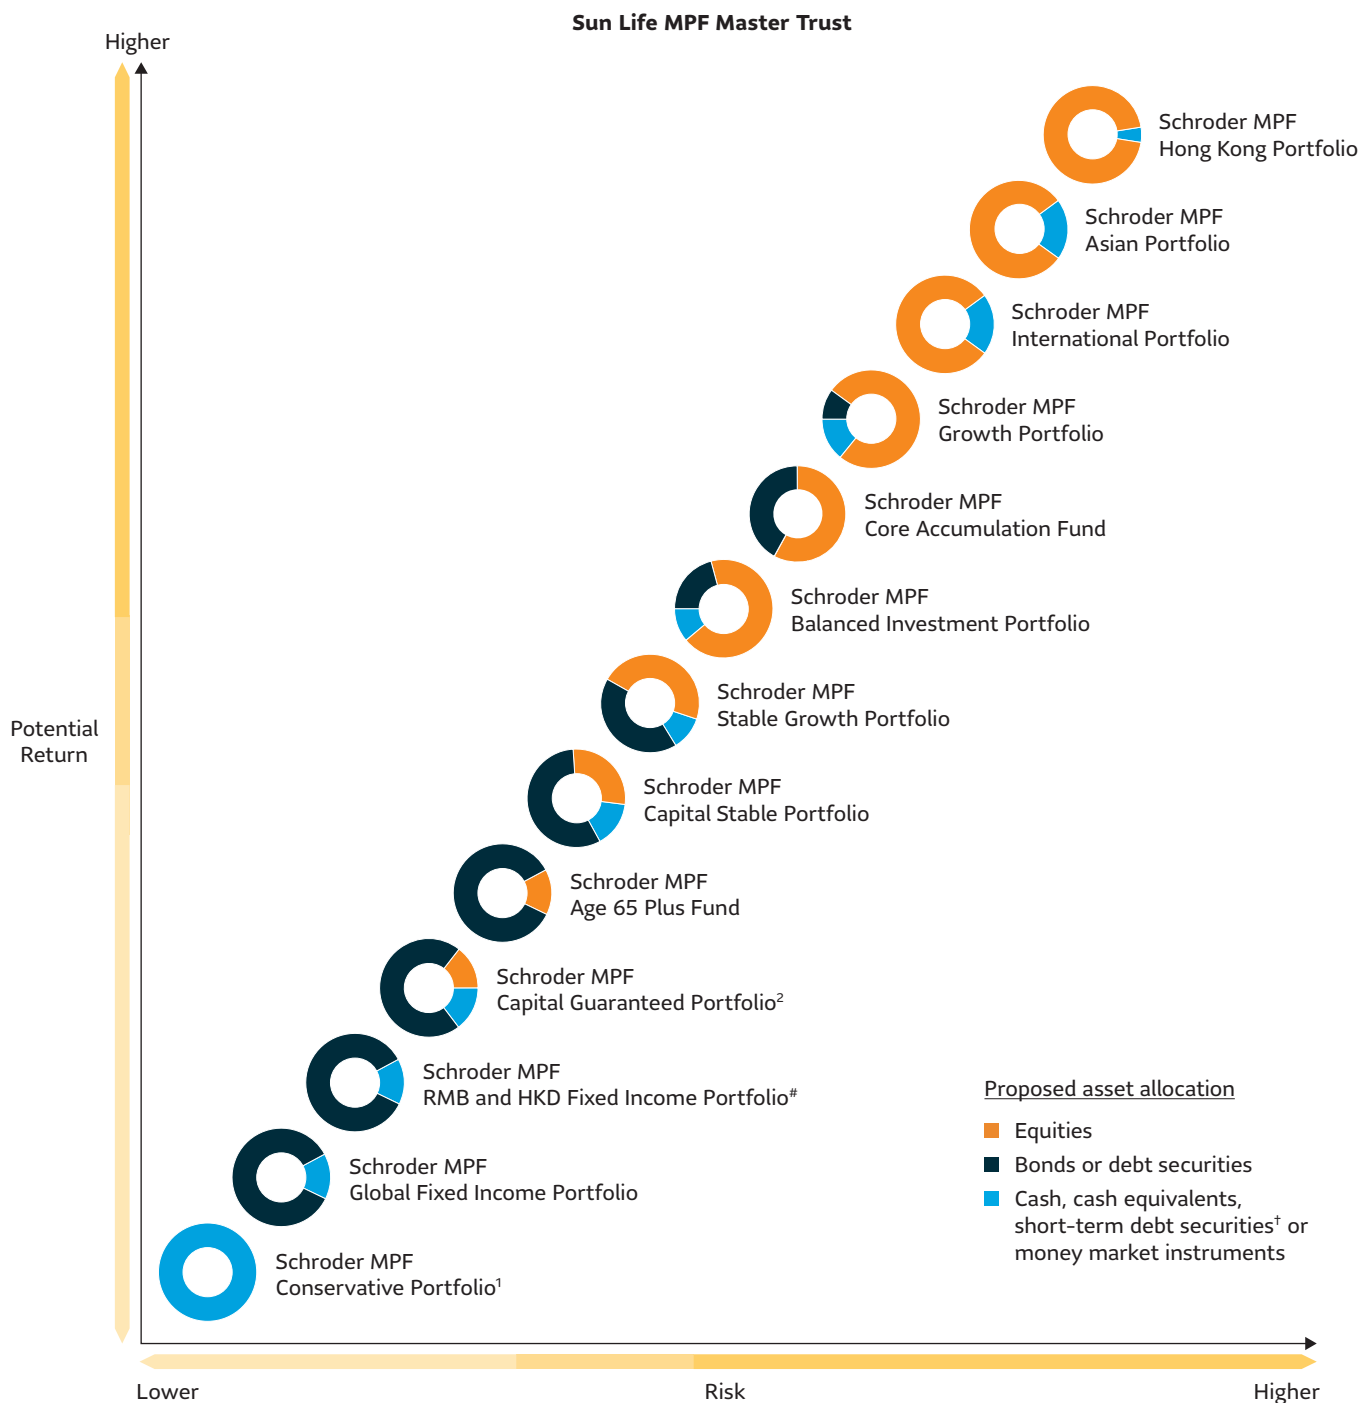 Sun Life MPF Master Trust
Higher
Schroder MPF
Hong Kong Portfolio
Schroder MPF
Asian Portfolio
Schroder MPF
International Portfolio
Schroder MPF
Growth Portfolio
Schroder MPF
Core Accumulation Fund
Schroder MPF
Balanced Investment Portfolio
Schroder MPF
Stable Growth Portfolio
Potential
Return
Schroder MPF
Capital Stable Portfolio
Schroder MPF
Age 65 Plus Fund
Schroder MPF
Capital Guaranteed Portfolio²
Schroder MPF
RMB and HKD Fixed Income Portfolio#
Schroder MPF
Global Fixed Income Portfolio
Schroder MPF
Conservative Portfolio¹
Proposed asset allocation
Equities
Bonds or debt securities
Cash, cash equivalents,
short-term debt securities† or
money market instruments
Lower
Risk
Higher